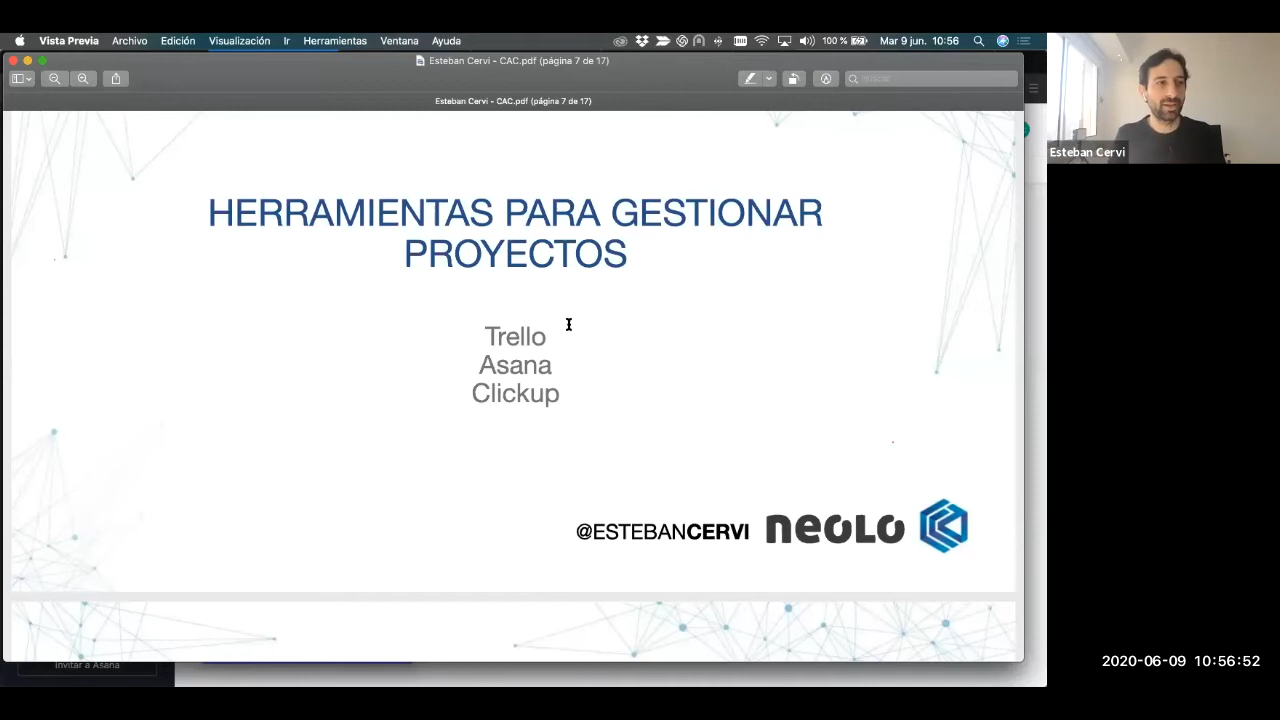 Vista Previa Archivo Edición Visualización Ir Herramientas Ventana Ayuda 100 % Mar 9 jun. 10:56
Esteban Cervi - CAC.pdf (página 7 de 17)
Buscar
Esteban Cervi - CAC.pdf (página 7 de 17)
Esteban Cervi
HERRAMIENTAS PARA GESTIONAR
PROYECTOS
Trello
Asana
Clickup
@ESTEBANCERVI neolo
Invitar a Asana
2020-06-09 10:56:52